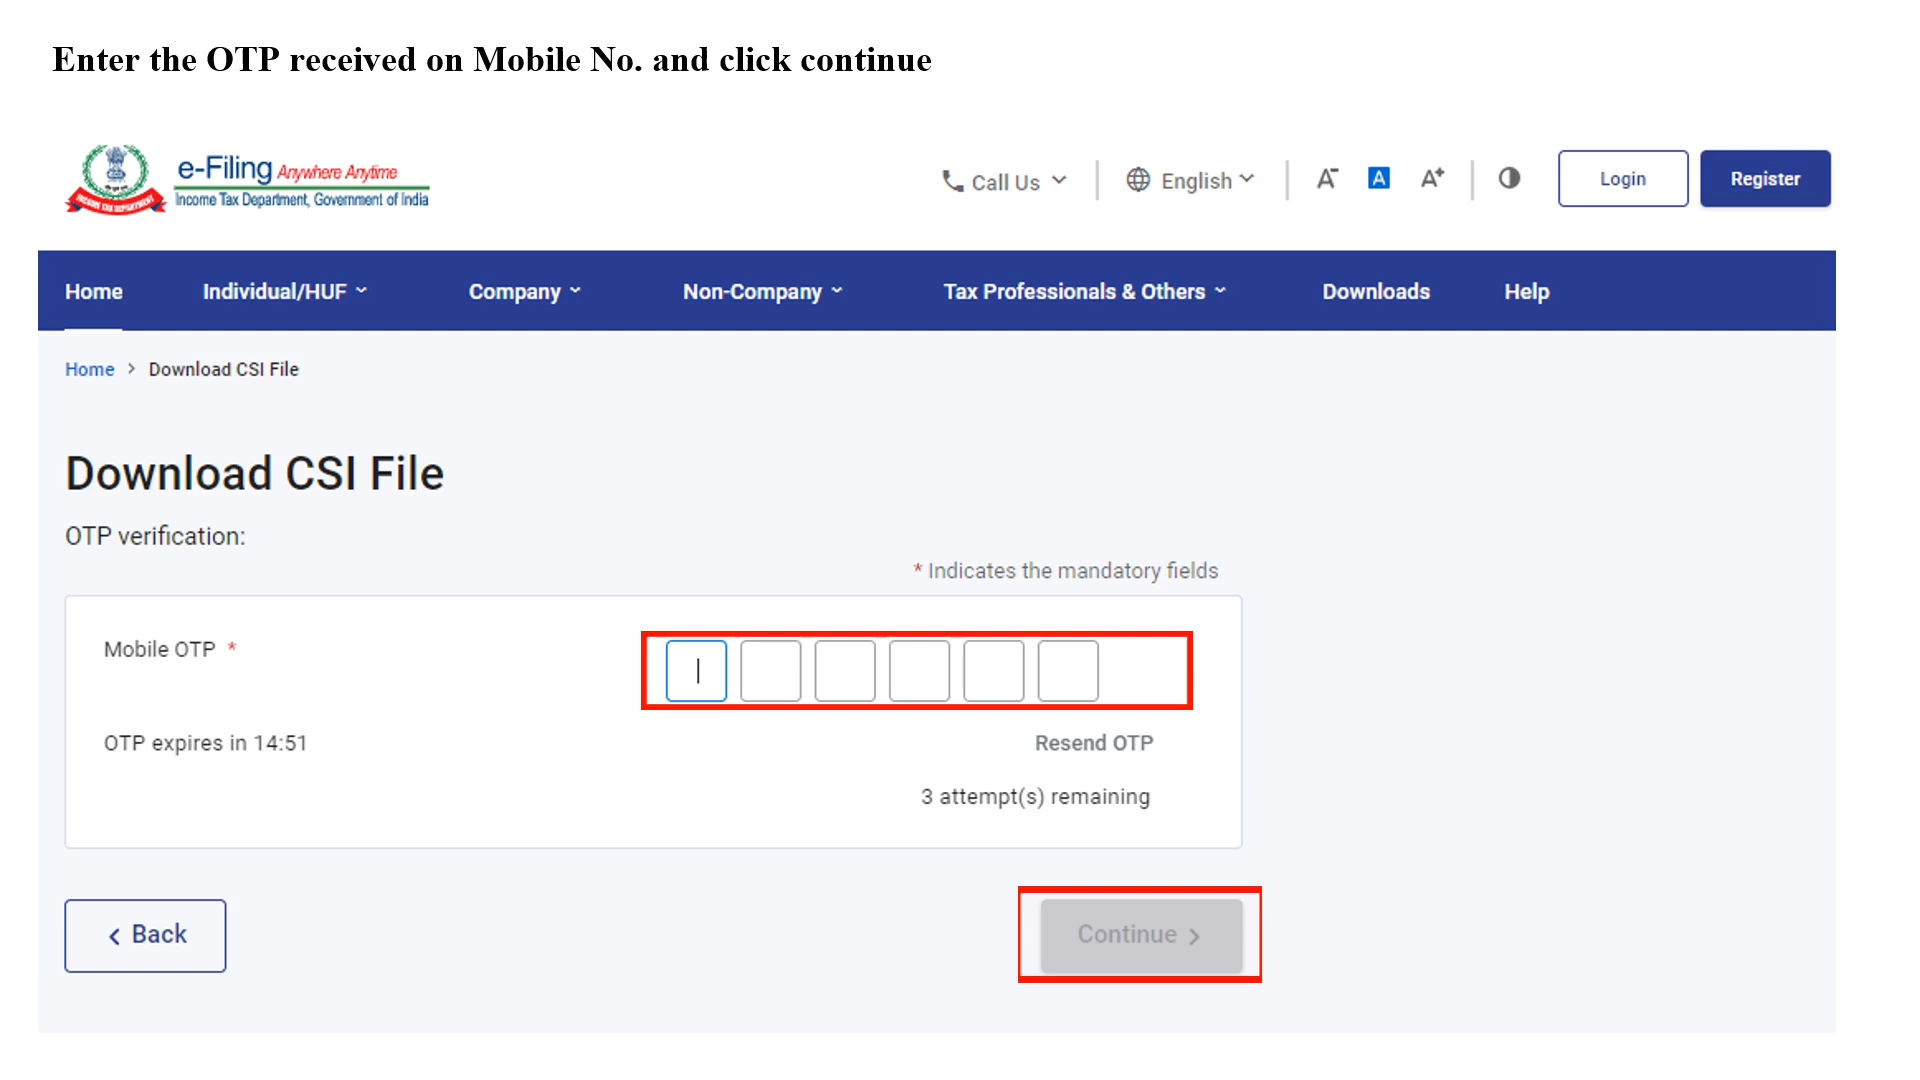 Enter the OTP received on Mobile No. and click continue
e-Filing Anywhere Anytime
Income Tax Department, Government of India
INCOME TAX DEPARTMENT
Call Us
English
A-
A
A+
Login
Register
Home
Individual/HUF
Company
Non-Company
Tax Professionals & Others
Downloads
Help
Home > Download CSI File
Download CSI File
OTP verification:
* Indicates the mandatory fields
Mobile OTP *
OTP expires in 14:51
Resend OTP
3 attempt(s) remaining
< Back
Continue >